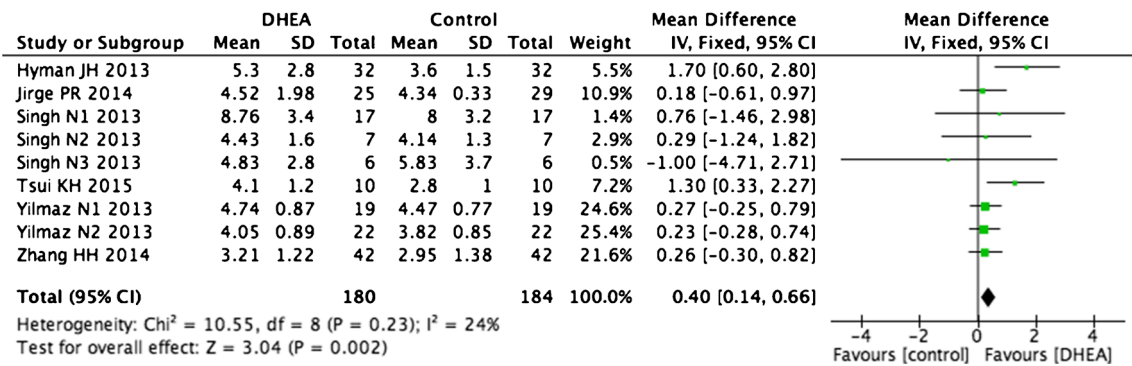 DHEA Control Mean Difference Mean Difference
Study or Subgroup Mean SD Total Mean SD Total Weight IV, Fixed, 95% CI IV, Fixed, 95% CI
Hyman JH 2013 5.3 2.8 32 3.6 1.5 32 5.5% 1.70 [0.60, 2.80]
Jirge PR 2014 4.52 1.98 25 4.34 0.33 29 10.9% 0.18 [-0.61, 0.97]
Singh N1 2013 8.76 3.4 17 8 3.2 17 1.4% 0.76 [-1.46, 2.98]
Singh N2 2013 4.43 1.6 7 4.14 1.3 7 2.9% 0.29 [-1.24, 1.82]
Singh N3 2013 4.83 2.8 6 5.83 3.7 6 0.5% -1.00 [-4.71, 2.71]
Tsui KH 2015 4.1 1.2 10 2.8 1 10 7.2% 1.30 [0.33, 2.27]
Yilmaz N1 2013 4.74 0.87 19 4.47 0.77 19 24.6% 0.27 [-0.25, 0.79]
Yilmaz N2 2013 4.05 0.89 22 3.82 0.85 22 25.4% 0.23 [-0.28, 0.74]
Zhang HH 2014 3.21 1.22 42 2.95 1.38 42 21.6% 0.26 [-0.30, 0.82]
Total (95% CI) 180 184 100.0% 0.40 [0.14, 0.66]
Heterogeneity: Chi² = 10.55, df = 8 (P = 0.23); I² = 24%
Test for overall effect: Z = 3.04 (P = 0.002)
-4 -2 0 2 4
Favours [control] Favours [DHEA]